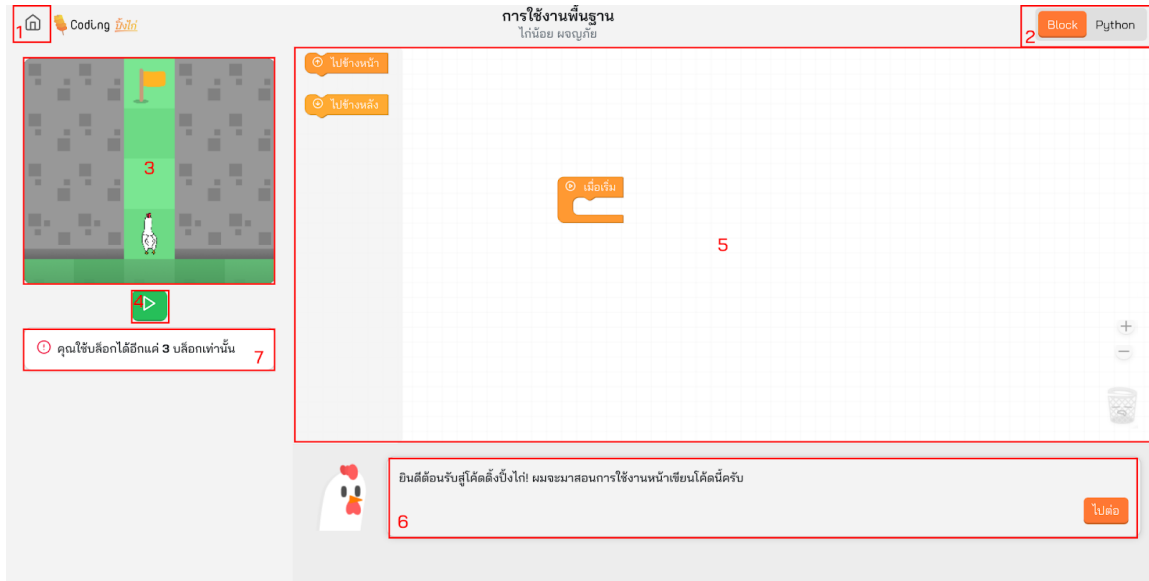 1
Coding ปิ้งไก่
การใช้งานพื้นฐาน
ไก่น้อย ผจญภัย
2
Block Python
ไปข้างหน้า
ไปข้างหลัง
3
เมื่อเริ่ม
5
4
คุณใช้บล็อกได้อีกแค่ 3 บล็อกเท่านั้น
7
ยินดีต้อนรับสู่โค้ดดิ้งปิ้งไก่! ผมจะมาสอนการใช้งานหน้าเขียนโค้ดนี้ครับ
6
ไปต่อ